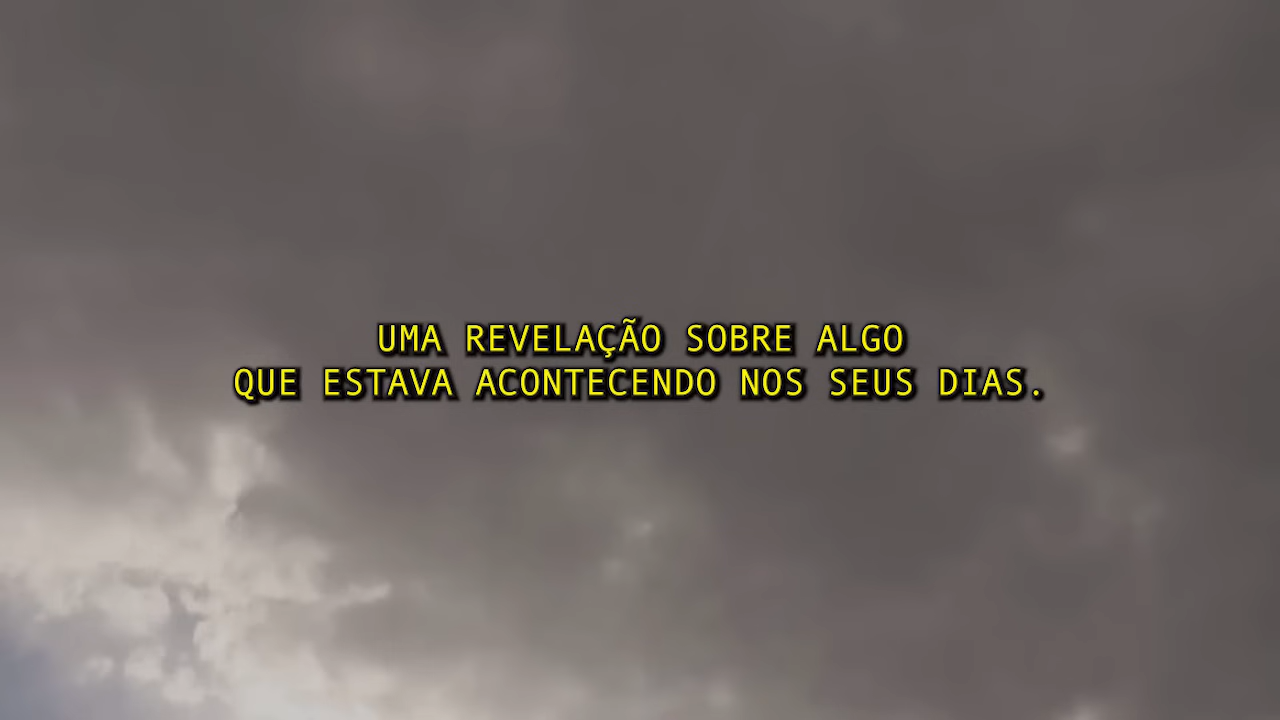 UMA REVELAÇÃO SOBRE ALGO
QUE ESTAVA ACONTECENDO NOS SEUS DIAS.